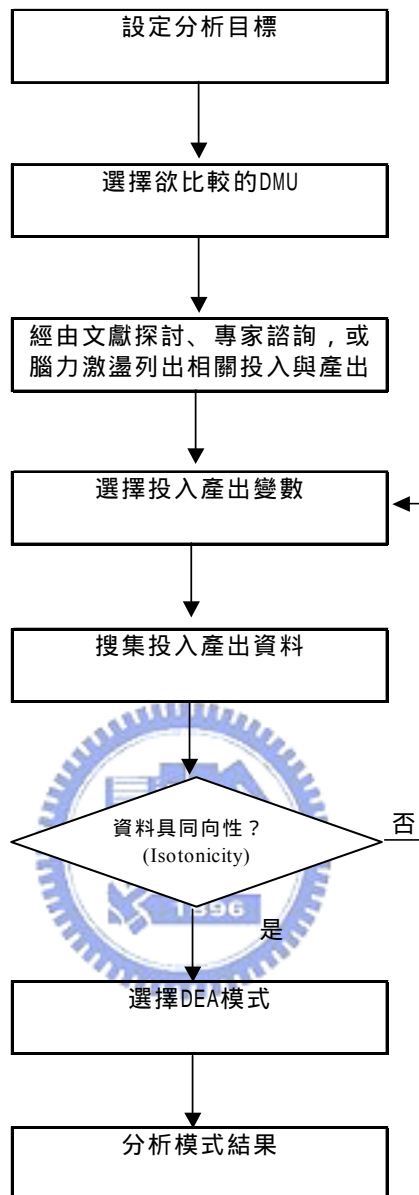 設定分析目標
選擇欲比較的DMU
經由文獻探討、專家諮詢，或
腦力激盪列出相關投入與產出
選擇投入產出變數
搜集投入產出資料
資料具同向性？
(Isotonicity)
否
1896
是
選擇DEA模式
分析模式結果